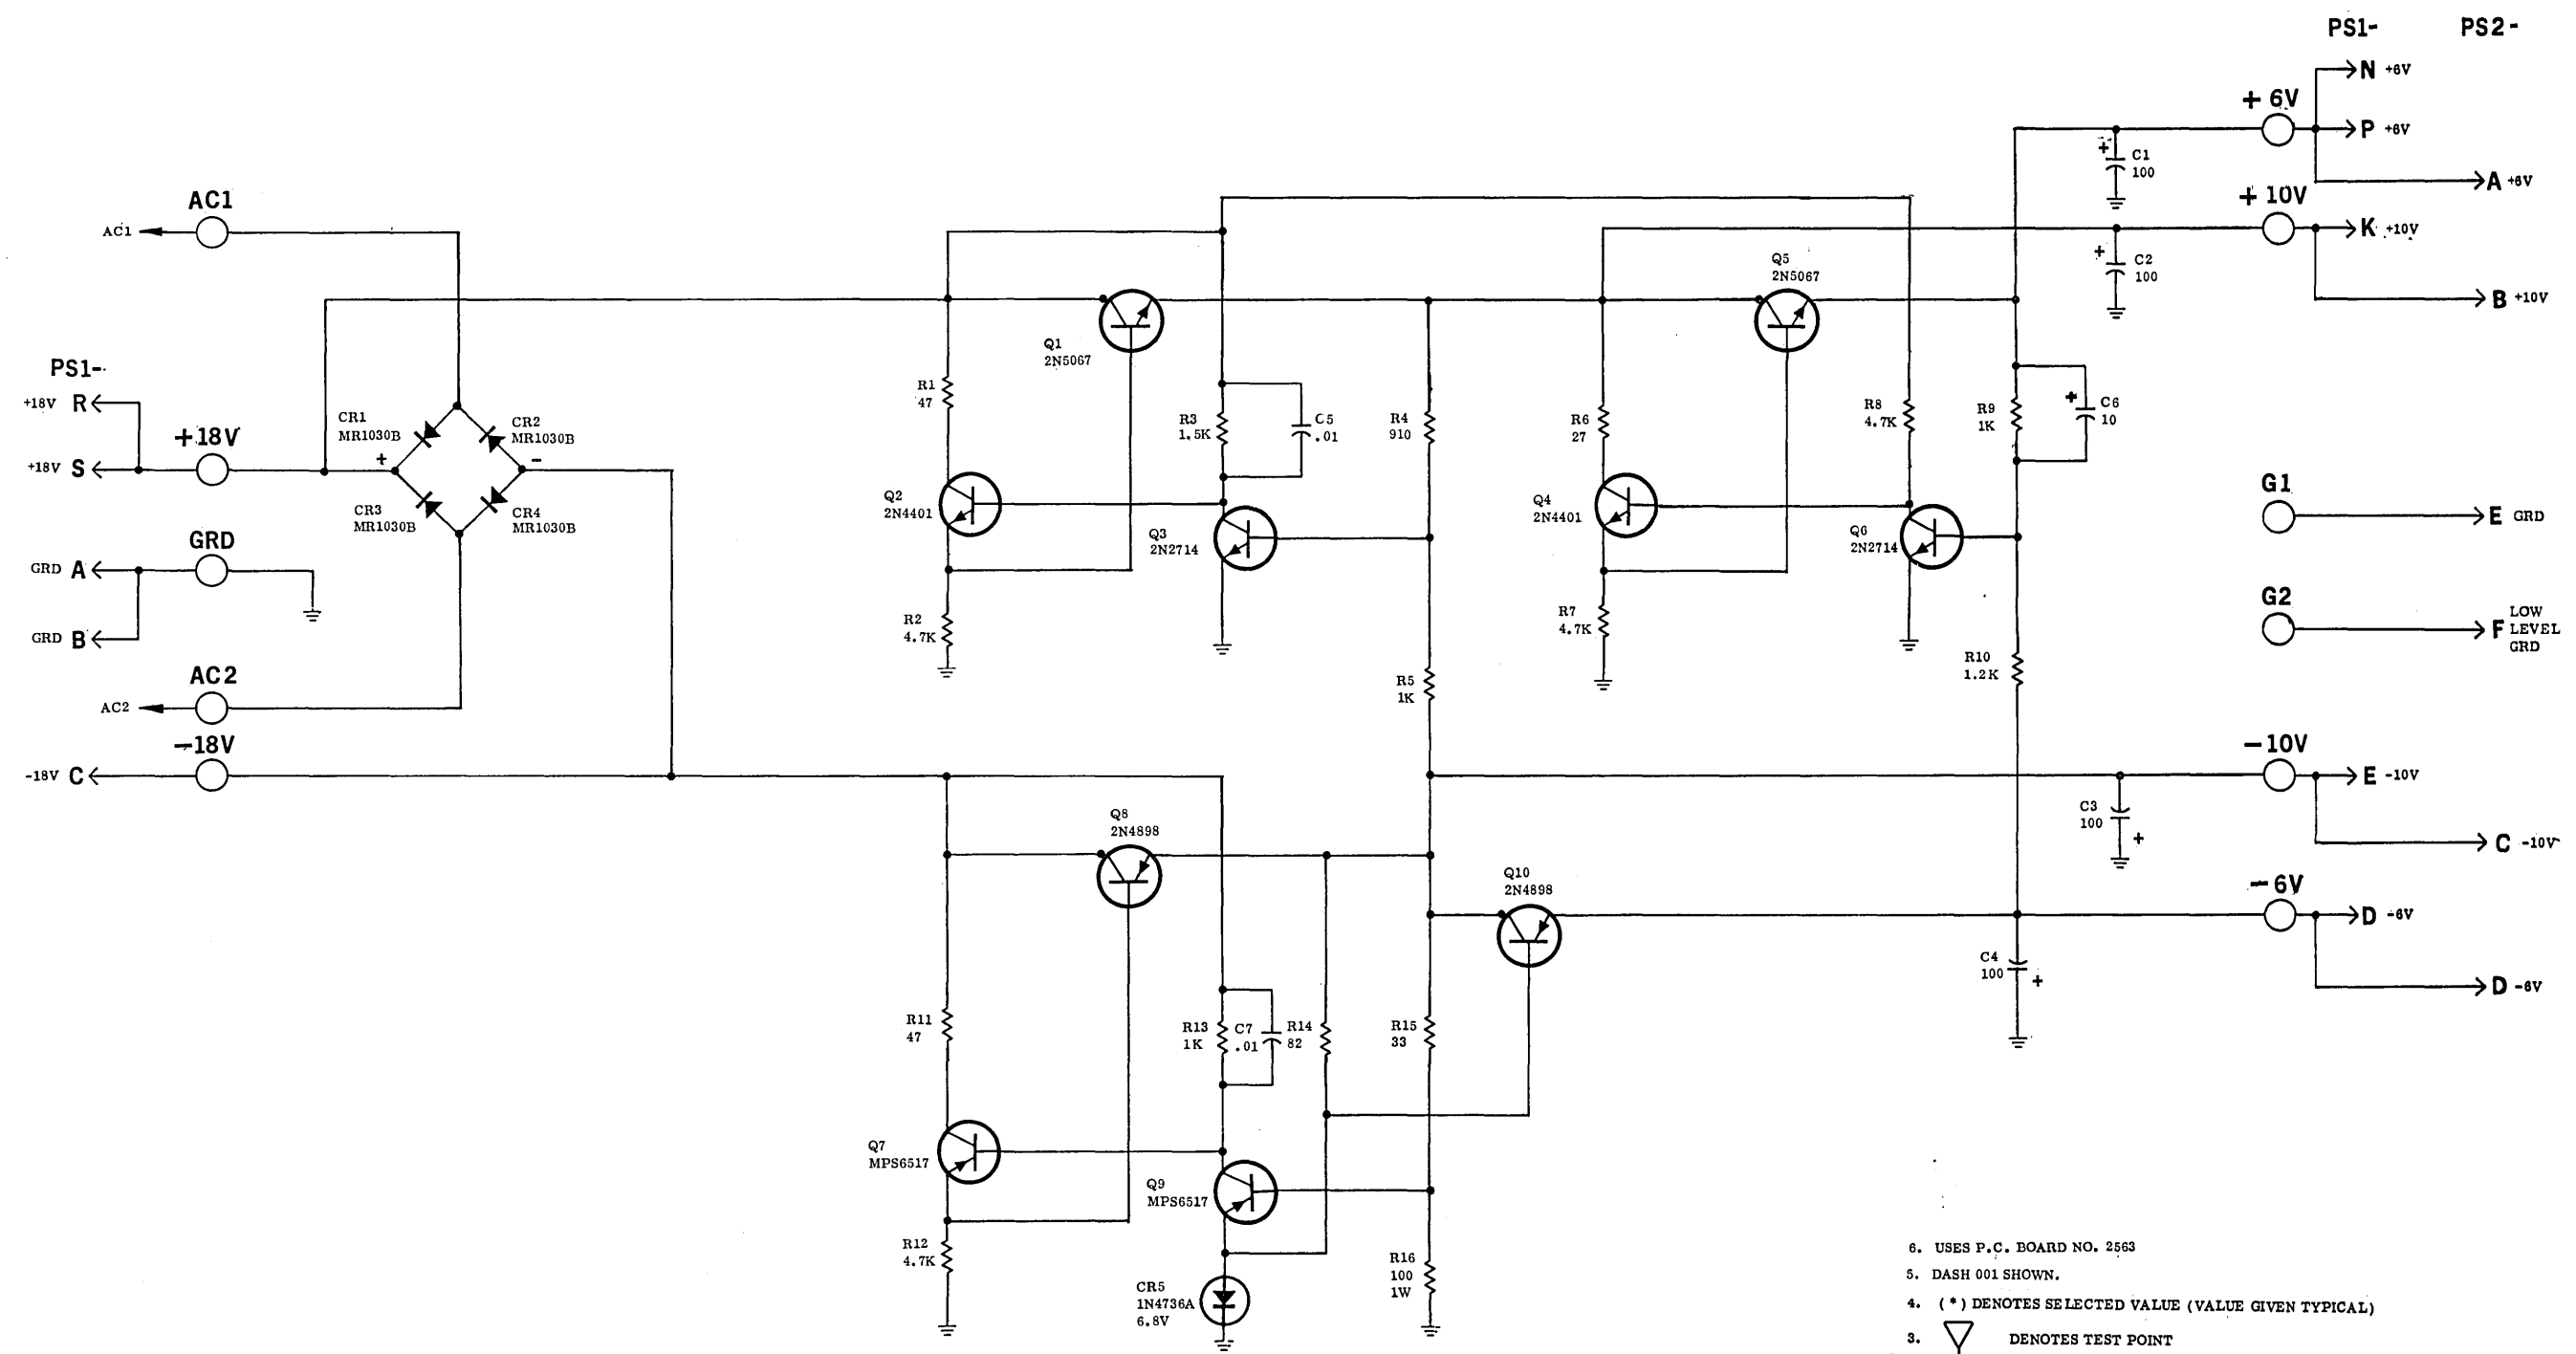 PS1- PS2-
N +6V
+ 6V
P +6V
C1
100
A +6V
+ 10V
K +10V
C2
100
B +10V
AC1
AC1
PS1-
+18V R
+18V
+18V S
CR1
MR1030B
CR2
MR1030B
+
-
CR3
MR1030B
CR4
MR1030B
GRD
GRD A
GRD B
AC2
AC2
-18V
-18V C
Q1
2N5067
R1
47
Q2
2N4401
R2
4.7K
R3
1.5K
C5
.01
Q3
2N2714
R4
910
R5
1K
Q5
2N5067
R6
27
Q4
2N4401
R7
4.7K
R8
4.7K
Q6
2N2714
R9
1K
+
C6
10
R10
1.2K
G1
E GRD
G2
F LOW
LEVEL
GRD
-10V
E -10V
C3
100
+
C -10V
-6V
D -6V
C4
100
+
D -6V
Q8
2N4898
Q10
2N4898
R11
47
R13
1K
C7
.01
R14
82
R15
33
Q7
MPS6517
Q9
MPS6517
R12
4.7K
CR5
1N4736A
6.8V
R16
100
1W
6. USES P.C. BOARD NO. 2563
5. DASH 001 SHOWN.
4. (*) DENOTES SELECTED VALUE (VALUE GIVEN TYPICAL)
3. DENOTES TEST POINT